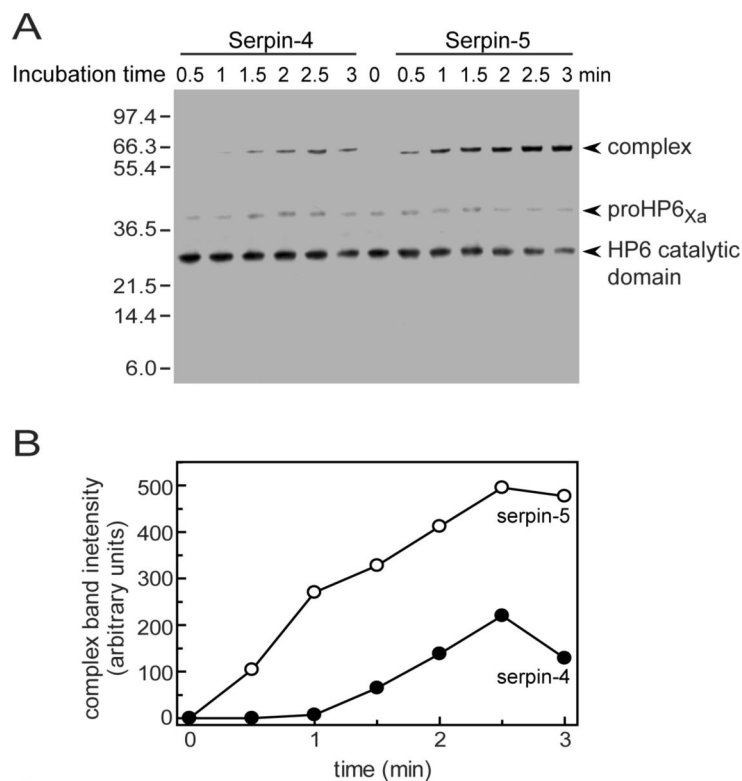 A
Serpin-4 Serpin-5
Incubation time 0.5 1 1.5 2 2.5 3 0 0.5 1 1.5 2 2.5 3 min
97.4
66.3
55.4
36.5
21.5
14.4
6.0
complex
proHP6Xa
HP6 catalytic
domain
B
complex band inetensity
(arbitrary units)
500
400
300
200
100
0
serpin-5
serpin-4
0 1 2 3
time (min)